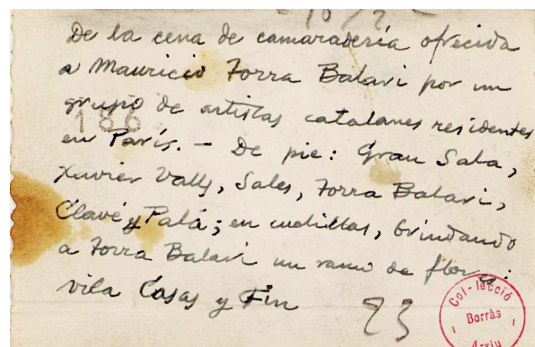 De la cena de camaradería ofrecida
a Mauricio Torra Balari por un
grupo de artistas catalanes residentes
186
en París. — De pie: Grau Sala,
Xavier Valls, Sales, Torra Balari,
Clavé y Palá; en cuclillas, brindando
a Torra Balari un ramo de flores:
Vila Casas y Fin
93
Col·lecció
Borràs
Arxiu